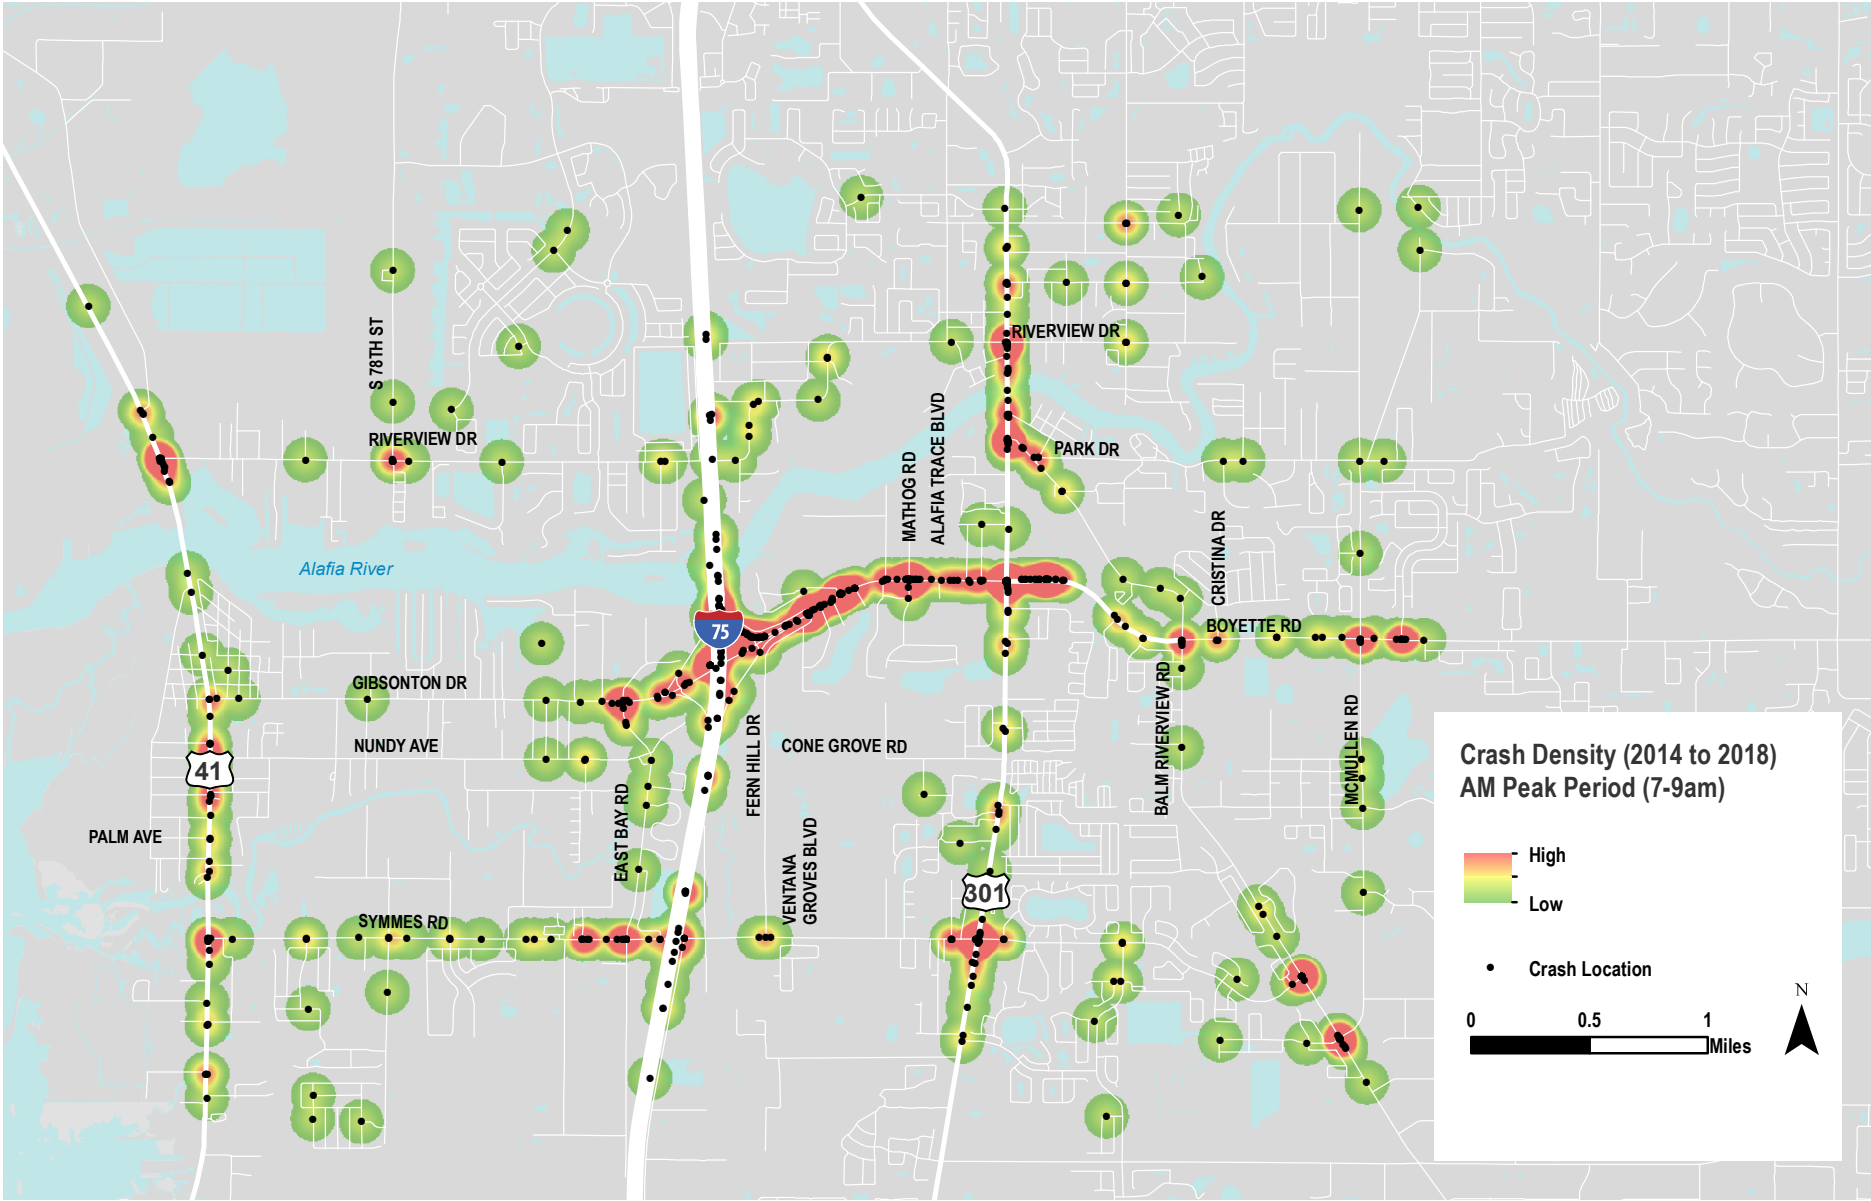 S 78TH ST
RIVERVIEW DR
RIVERVIEW DR
PARK DR
MATHOG RD
ALAFIA TRACE BLVD
Alafia River
75
CRISTINA DR
BOYETTE RD
GIBSONTON DR
NUNDY AVE
41
FERN HILL DR
CONE GROVE RD
BALM RIVERVIEW RD
MCMULLEN RD
PALM AVE
EAST BAY RD
VENTANA
GROVES BLVD
301
SYMMES RD
Crash Density (2014 to 2018)
AM Peak Period (7-9am)
High
Low
Crash Location
N
0 0.5 1
Miles